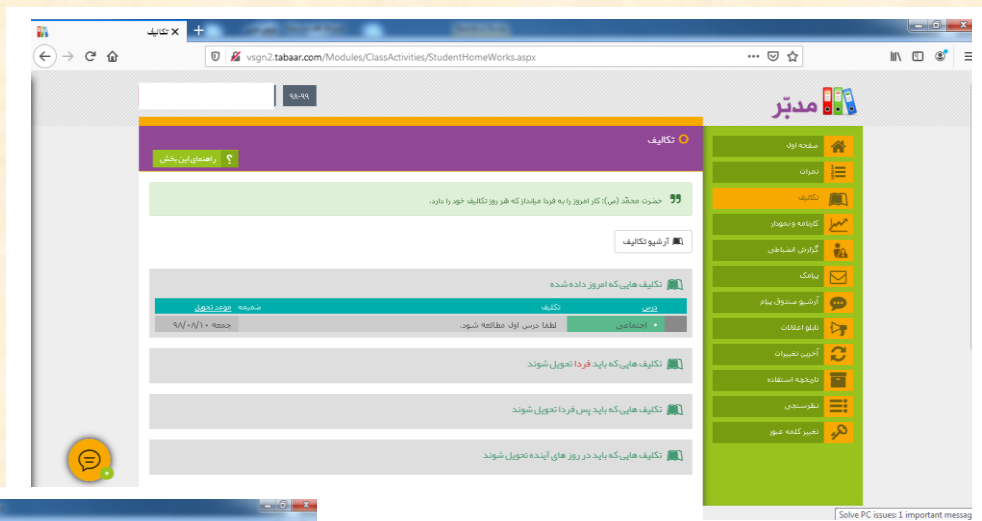 تکالیف
vsgn2.tabaar.com/Modules/ClassActivities/StudentHomeWorks.aspx
مدبّر
۹۸-۹۹
صفحه اول
نمرات
تکالیف
کارنامه و نمودار
گزارش انضباطی
پیامک
آرشیو صندوق پیام
تابلو اعلانات
آخرین تغییرات
تاریخچه استفاده
نظرسنجی
تغییر کلمه عبور
تکالیف
راهنمای این بخش
حضرت محمّد (ص): کار امروز را به فردا میانداز که هر روز تکالیف خود را دارد.
آرشیو تکالیف
تکلیف هایی که امروز داده شده
درس تکلیف ضمیمه موعد تحویل
اجتماعی لطفا درس اول مطالعه شود. جمعه ۹۸/۰۸/۱۰
تکلیف هایی که باید فردا تحویل شوند
تکلیف هایی که باید پس فردا تحویل شوند
تکلیف هایی که باید در روز های آینده تحویل شوند
Solve PC issues: 1 important messag